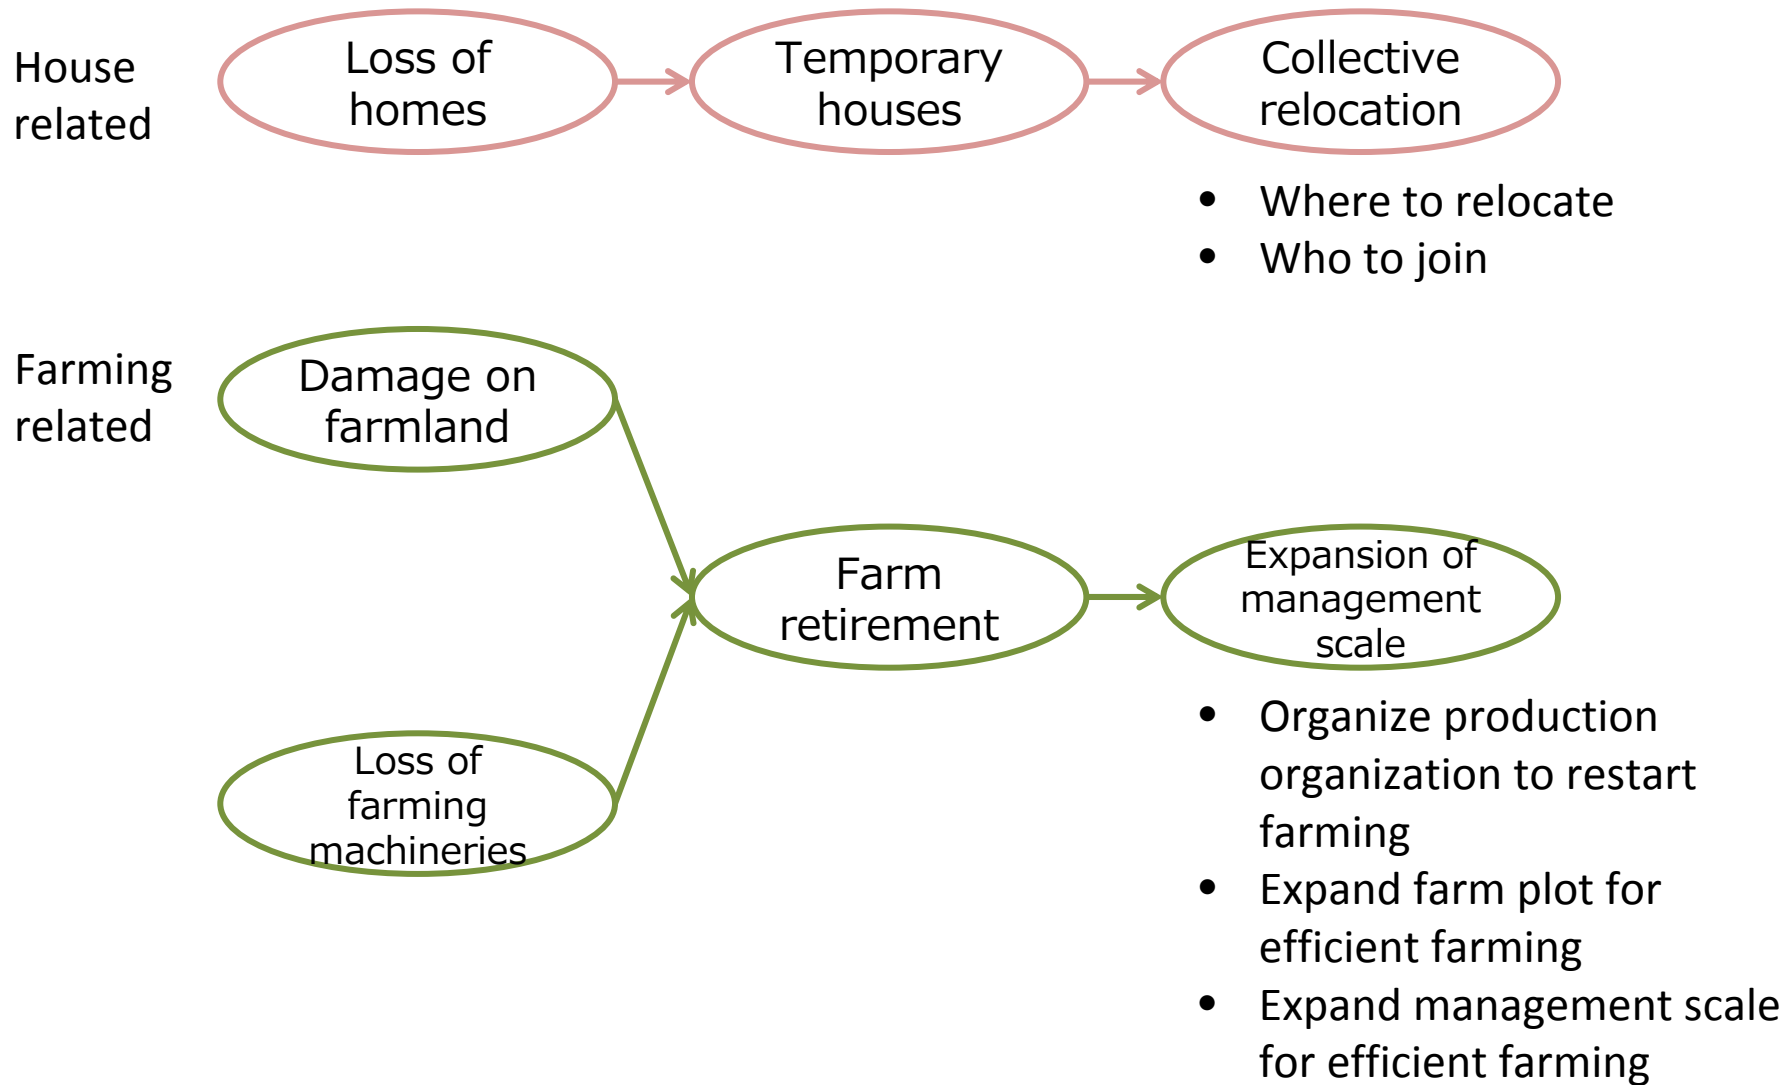 House
related
Loss of
homes
Temporary
houses
Collective
relocation
• Where to relocate
• Who to join
Farming
related
Damage on
farmland
Loss of
farming
machineries
Farm
retirement
Expansion of
management
scale
• Organize production
organization to restart
farming
• Expand farm plot for
efficient farming
• Expand management scale
for efficient farming